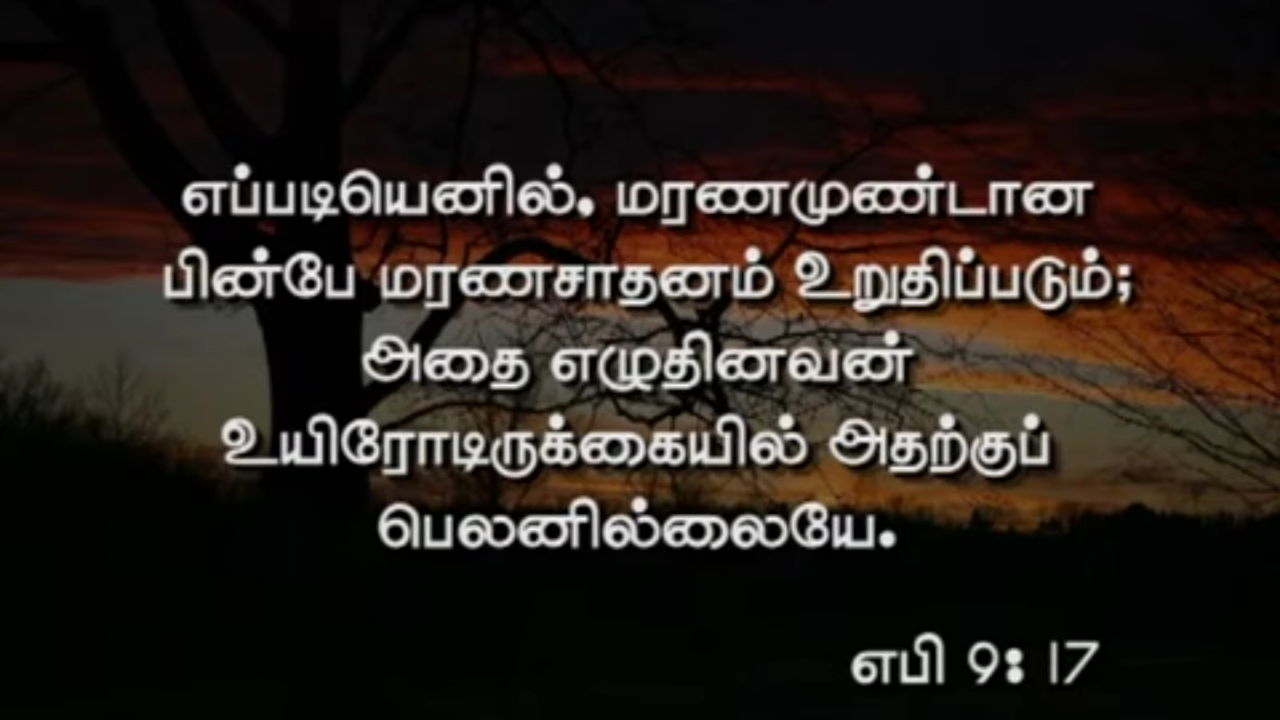 எப்படியெனில். மரணமுண்டான
பின்பே மரணசாதனம் உறுதிப்படும்;
அதை எழுதினவன்
உயிரோடிருக்கையில் அதற்குப்
பெலனில்லையே.
எபி 9: 17